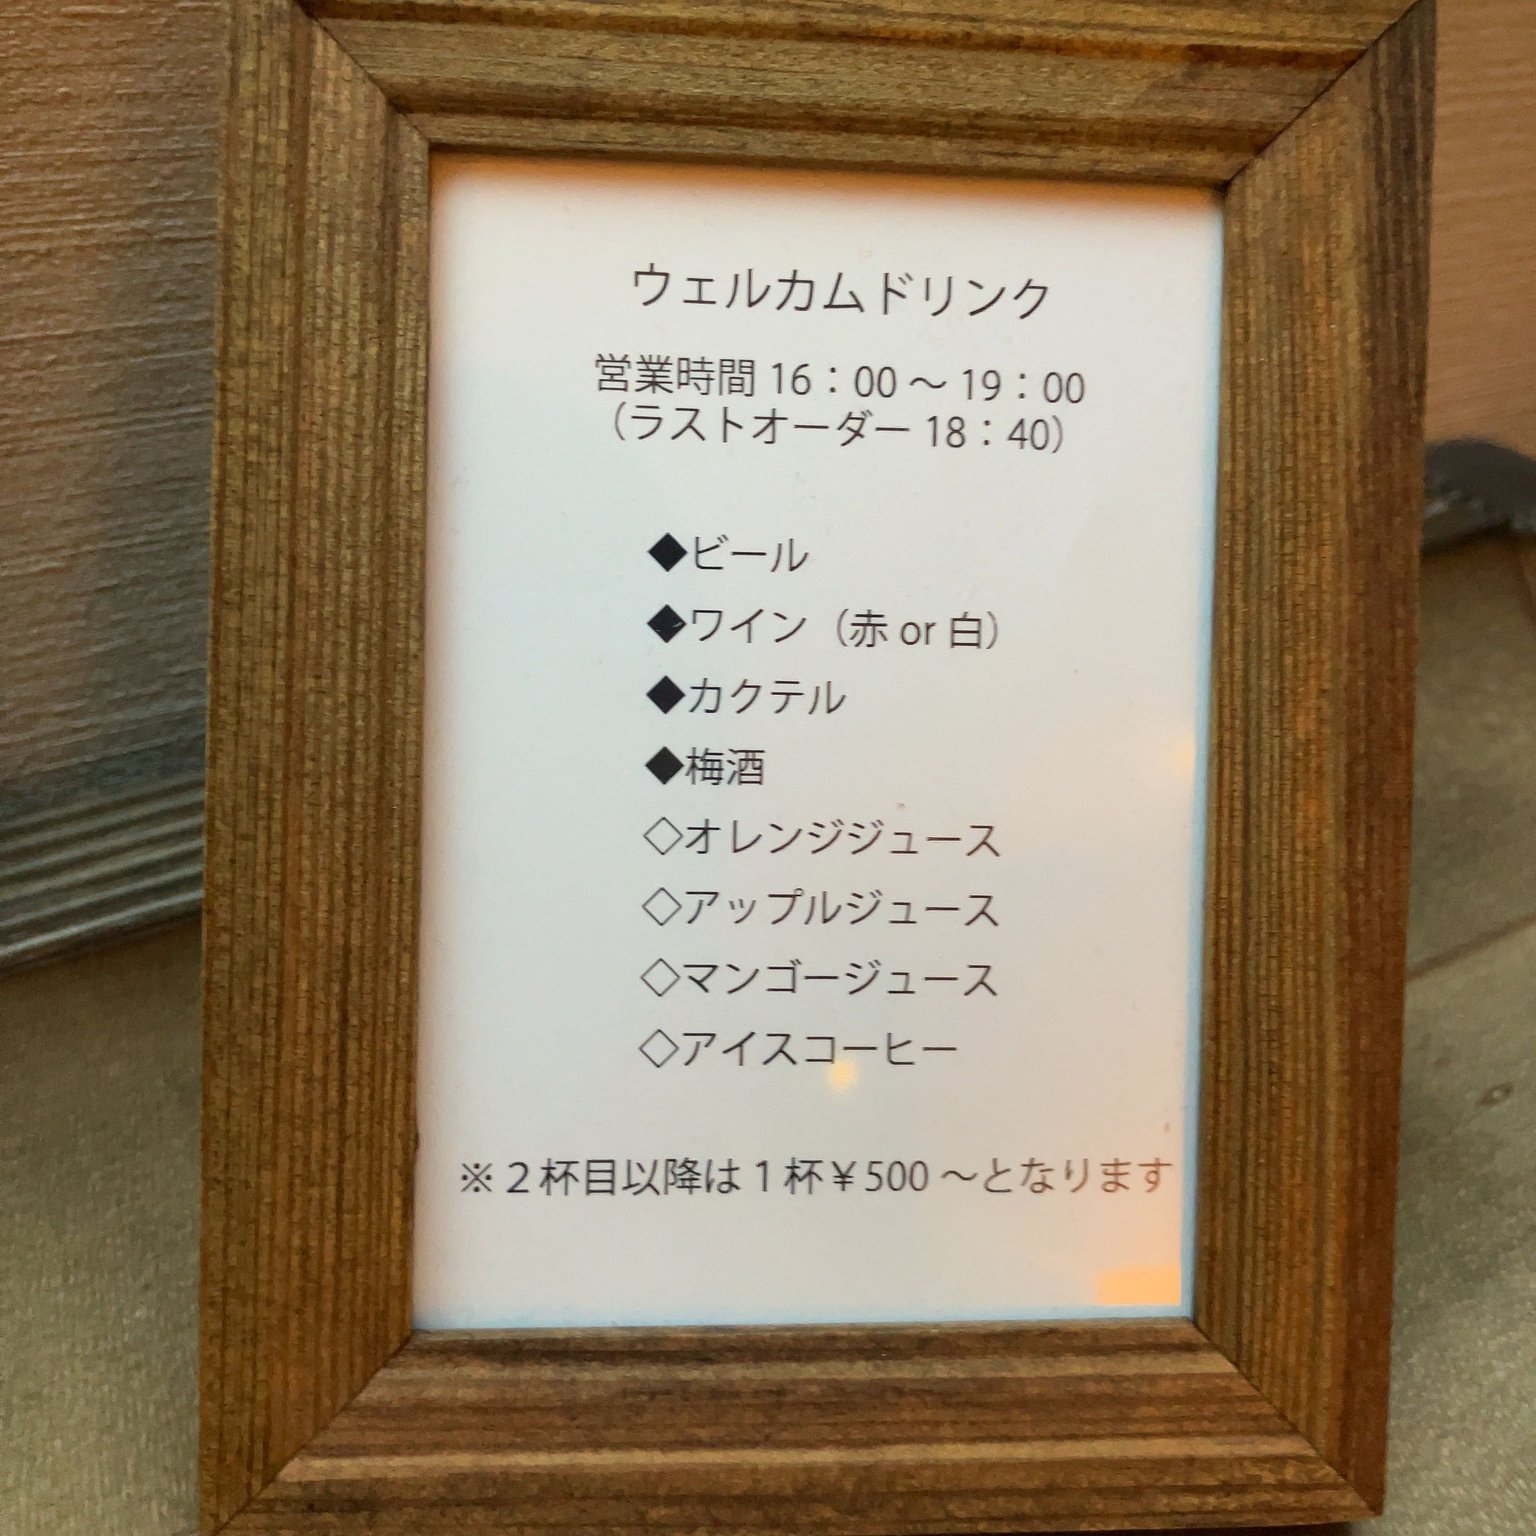 ウェルカムドリンク
営業時間 16：00 ～ 19：00
（ラストオーダー 18：40）
◆ビール
◆ワイン（赤 or 白）
◆カクテル
◆梅酒
◇オレンジジュース
◇アップルジュース
◇マンゴージュース
◇アイスコーヒー
※２杯目以降は 1 杯￥500 ～となります